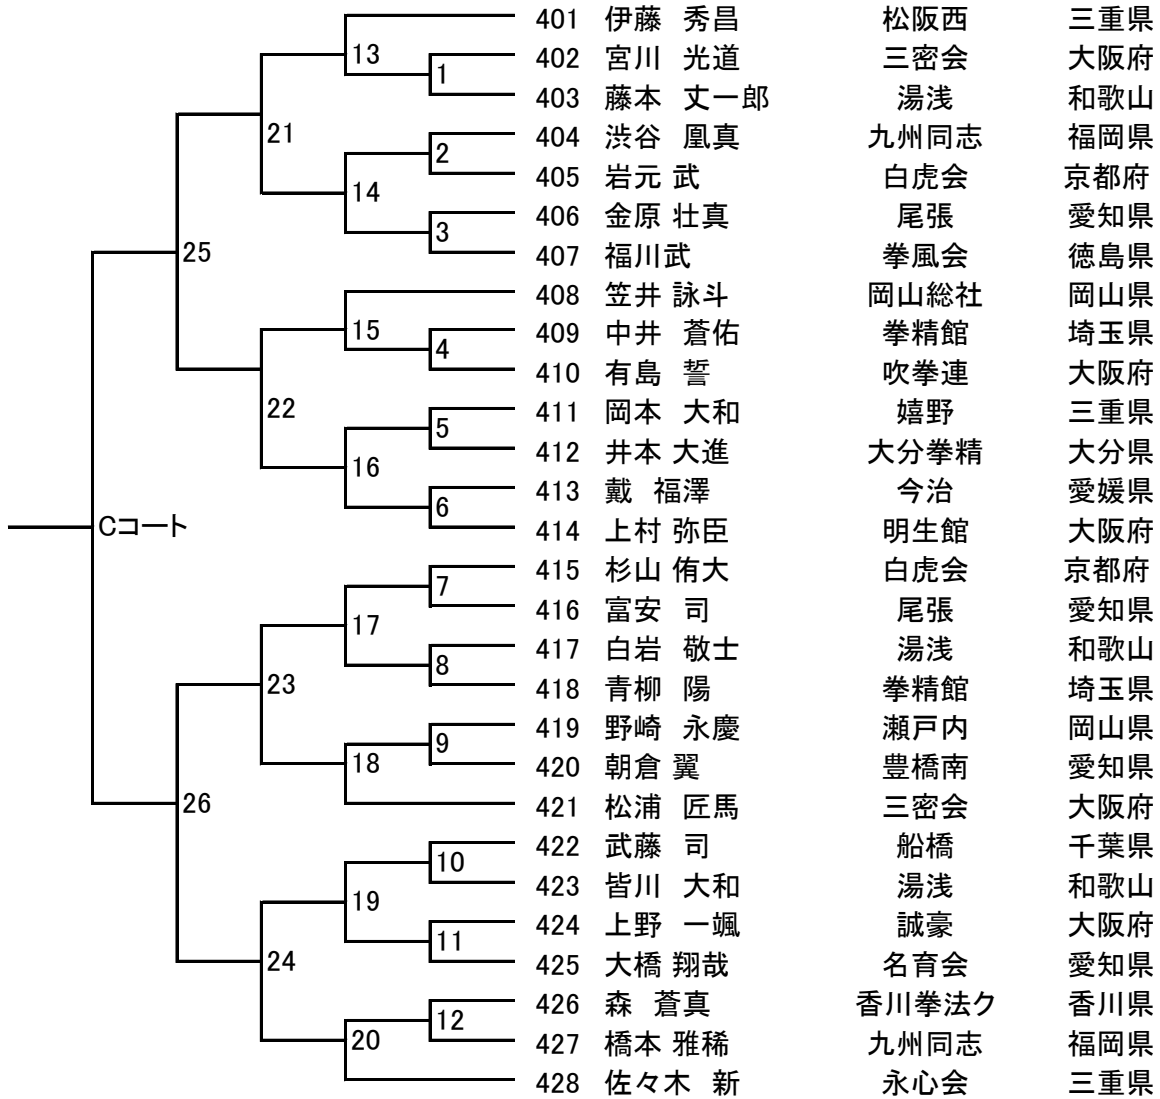 401 伊藤 秀昌 松阪西 三重県
13 402 宮川 光道 三密会 大阪府
1
403 藤本 丈一郎 湯浅 和歌山
21 404 渋谷 凰真 九州同志 福岡県
2
405 岩元 武 白虎会 京都府
14
406 金原 壮真 尾張 愛知県
3
25 407 福川武 拳風会 徳島県
408 笠井 詠斗 岡山総社 岡山県
15 409 中井 蒼佑 拳精館 埼玉県
4
410 有島 誓 吹拳連 大阪府
22 411 岡本 大和 嬉野 三重県
5
412 井本 大進 大分拳精 大分県
16
413 戴 福澤 今治 愛媛県
6
Cコート 414 上村 弥臣 明生館 大阪府
415 杉山 侑大 白虎会 京都府
7
416 富安 司 尾張 愛知県
17
417 白岩 敬士 湯浅 和歌山
8
23 418 青柳 陽 拳精館 埼玉県
419 野崎 永慶 瀬戸内 岡山県
9
18 420 朝倉 翼 豊橋南 愛知県
26 421 松浦 匠馬 三密会 大阪府
422 武藤 司 船橋 千葉県
10
423 皆川 大和 湯浅 和歌山
19
424 上野 一颯 誠豪 大阪府
11
24 425 大橋 翔哉 名育会 愛知県
426 森 蒼真 香川拳法ク 香川県
12
20 427 橋本 雅稀 九州同志 福岡県
428 佐々木 新 永心会 三重県